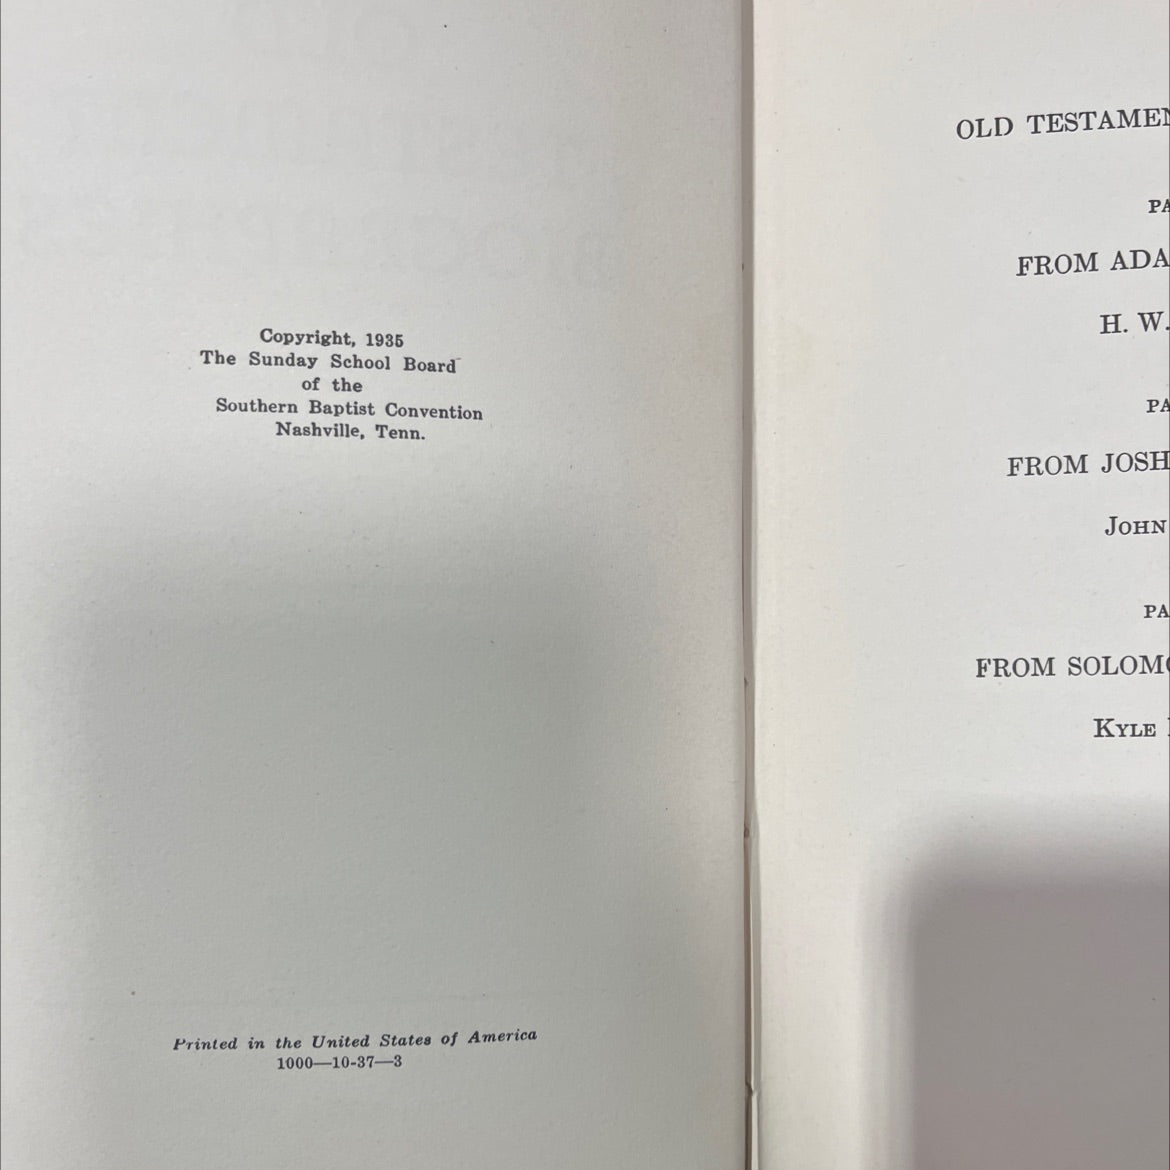 Copyright, 1935
The Sunday School Board
of the
Southern Baptist Convention
Nashville, Tenn.
Printed in the United States of America
1000—10-37—3
OLD TESTAMEN
PA
FROM ADA
H. W.
PA
FROM JOSH
JOHN
PA
FROM SOLOMO
KYLE